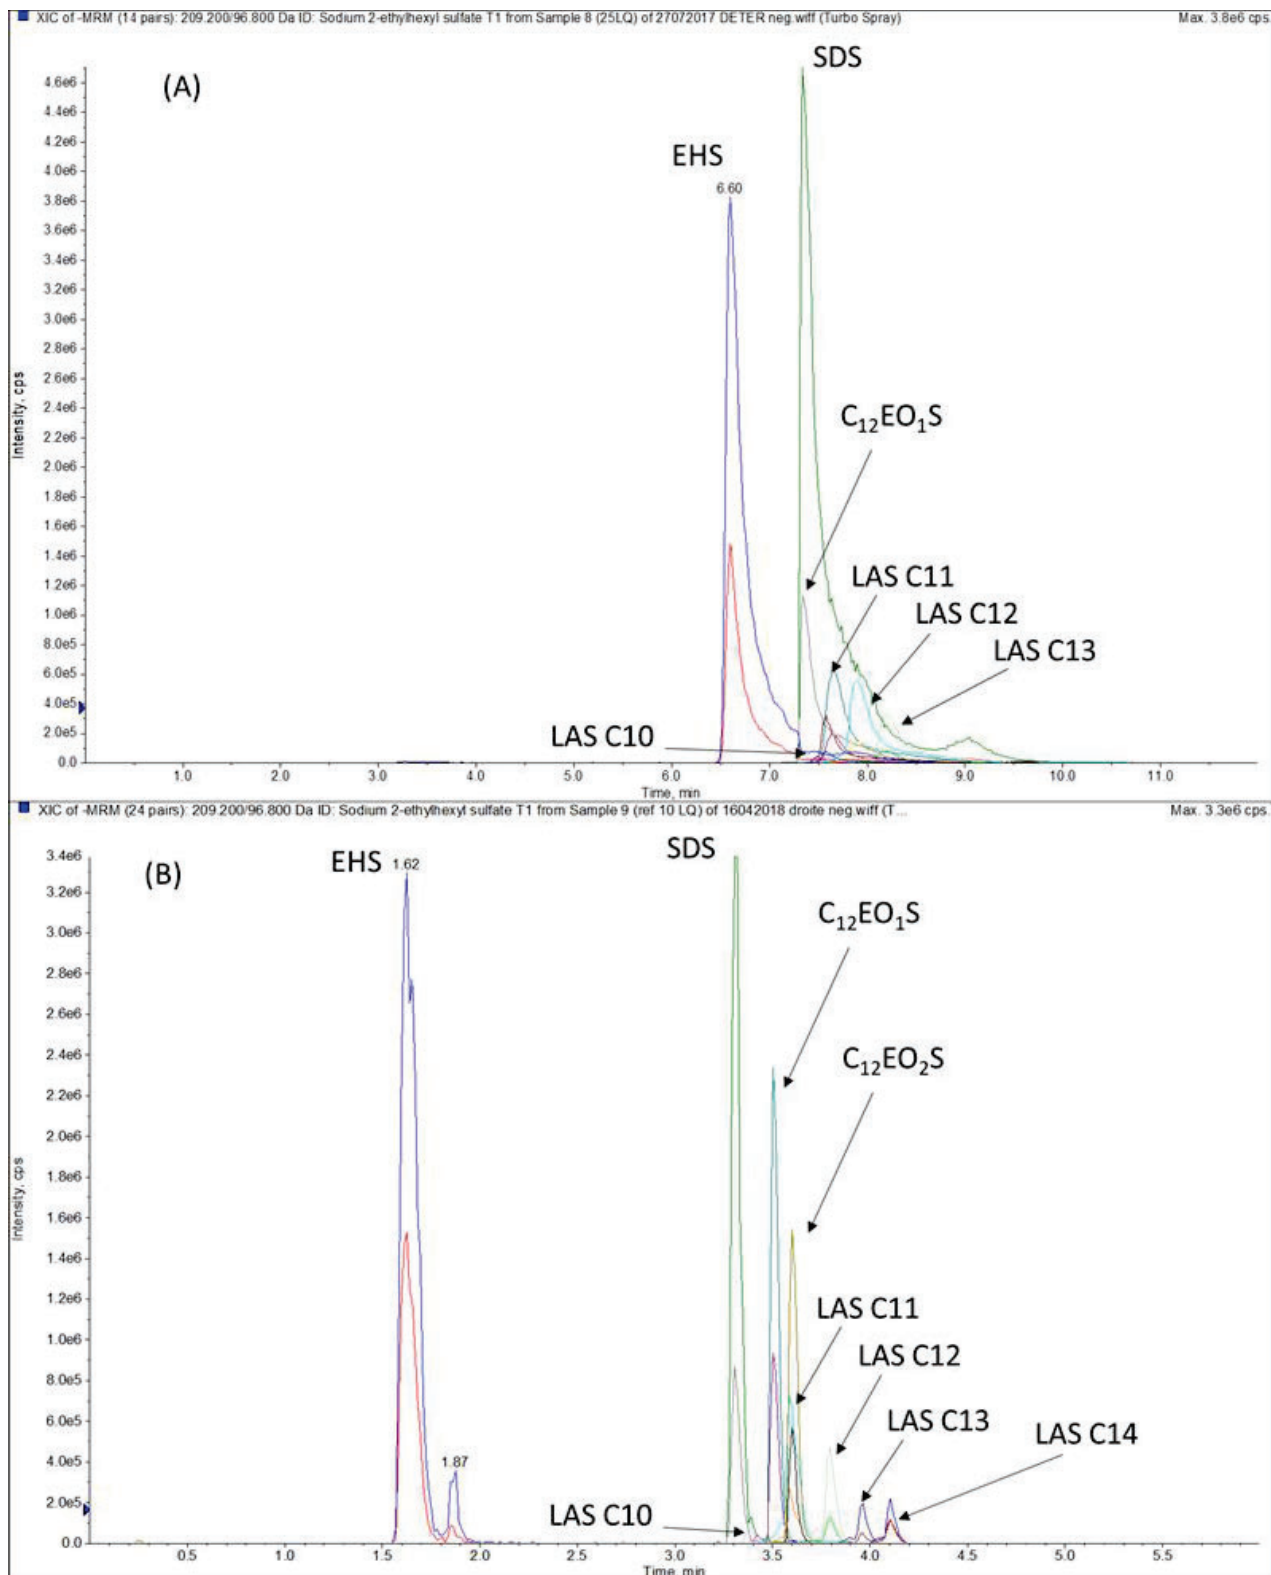 XIC of -MRM (14 pairs): 209.200/96.800 Da ID: Sodium 2-ethylhexyl sulfate T1 from Sample 8 (25LQ) of 27072017 DETER neg.wiff (Turbo Spray) Max. 3.8e6 cps.
(A)
SDS
EHS
6.60
C₁₂EO₁S
LAS C11
LAS C12
LAS C13
LAS C10
4.6e6
4.4e6
4.2e6
4.0e6
3.8e6
3.6e6
3.4e6
3.2e6
3.0e6
2.8e6
2.6e6
2.4e6
2.2e6
2.0e6
1.8e6
1.6e6
1.4e6
1.2e6
1.0e6
8.0e5
6.0e5
4.0e5
2.0e5
0.0
Intensity, cps
1.0 2.0 3.0 4.0 5.0 6.0 7.0 8.0 9.0 10.0 11.0
Time, min
XIC of -MRM (24 pairs): 209.200/96.800 Da ID: Sodium 2-ethylhexyl sulfate T1 from Sample 9 (ref 10 LQ) of 16042018 droite neg.wiff (T... Max. 3.3e6 cps.
(B)
EHS
1.62
SDS
C₁₂EO₁S
C₁₂EO₂S
LAS C11
LAS C12
LAS C13
LAS C14
1.87
LAS C10
3.4e6
3.2e6
3.0e6
2.8e6
2.6e6
2.4e6
2.2e6
2.0e6
1.8e6
1.6e6
1.4e6
1.2e6
1.0e6
8.0e5
6.0e5
4.0e5
2.0e5
0.0
Intensity, cps
0.5 1.0 1.5 2.0 2.5 3.0 3.5 4.0 4.5 5.0 5.5
Time, min